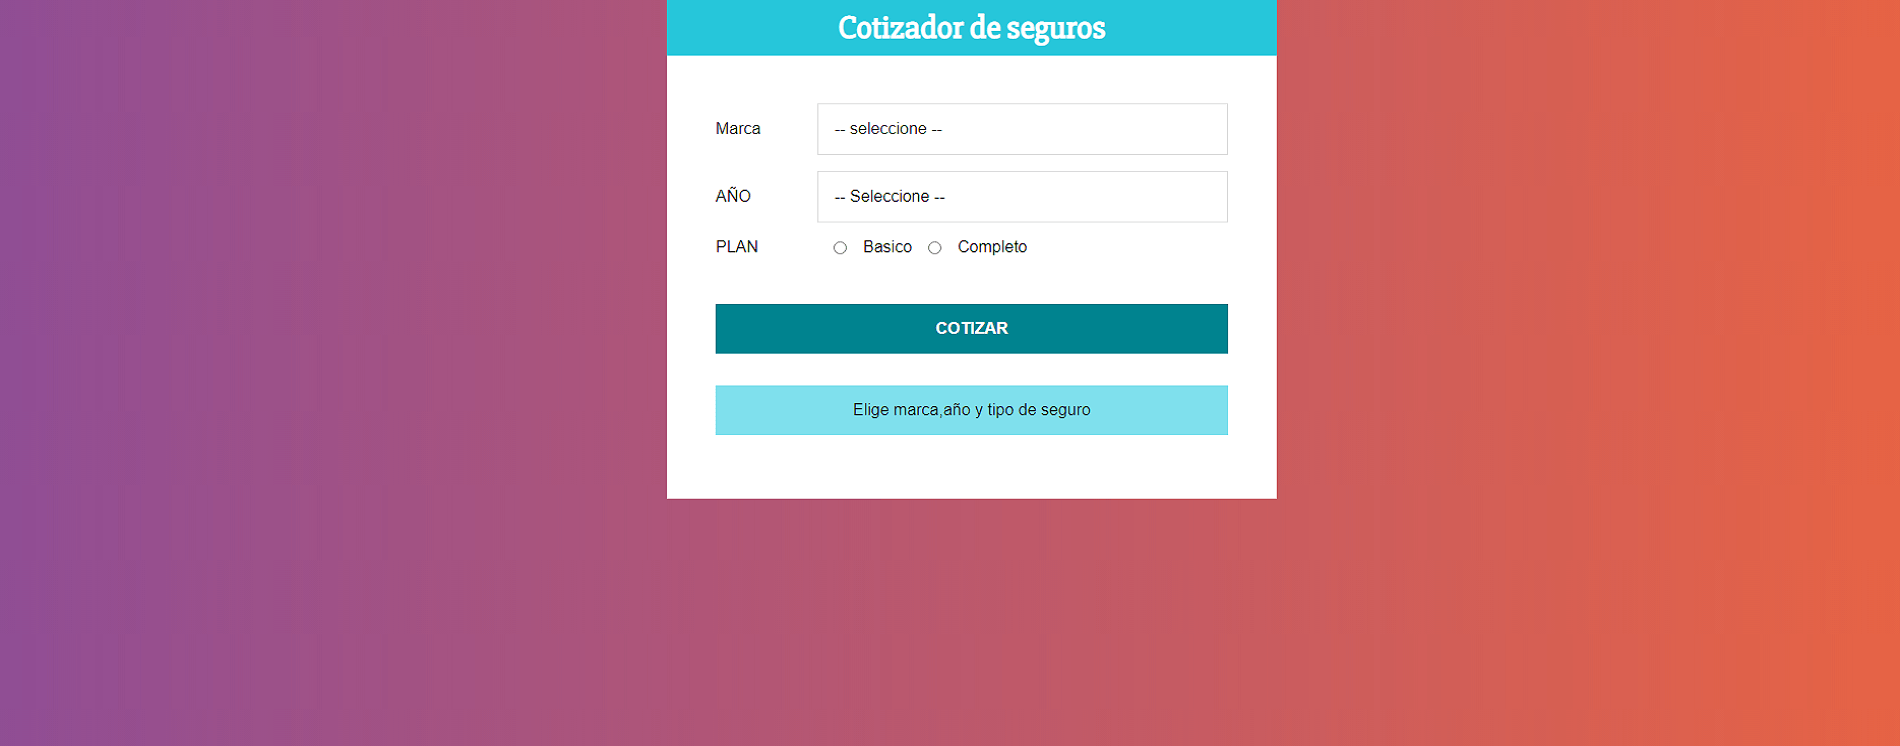 Cotizador de seguros
Marca -- seleccione --
AÑO -- Seleccione --
PLAN Basico Completo
COTIZAR
Elige marca,año y tipo de seguro